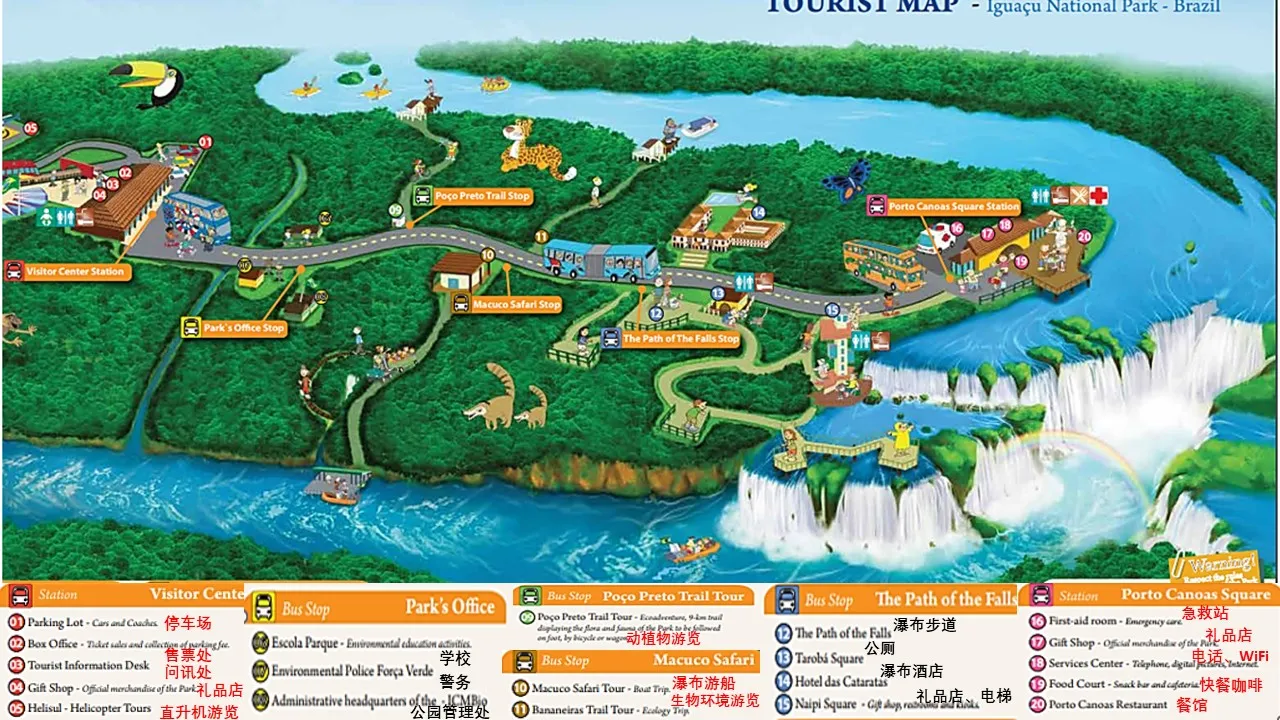 TOURIST MAP - Iguaçu National Park - Brazil
05
01
02
03
04
Poço Preto Trail Stop
09
14
Porto Canoas Square Station
16
17
18
20
19
11
10
Visitor Center Station
Macuco Safari Stop
13
12
15
Park's Office Stop
The Path of The Falls Stop
Warning!
Respect the rules
Station Visitor Cente
01 Parking Lot - Cars and Coaches. 停车场
02 Box Office - Ticket sales and collection of parking fee.
售票处
03 Tourist Information Desk 问讯处
04 Gift Shop - Official merchandise of the Park 礼品店
05 Helisul - Helicopter Tours 直升机游览
Bus Stop Park's Office
Escola Parque - Environmental education activities.
学校
Environmental Police Força Verde
警务
Administrative headquarters of the - ICMBio
公园管理处
Bus Stop Poço Preto Trail Tour
09 Poço Preto Trail Tour - Ecoadventure, 9-km trail
displaying the flora and fauna of the Park to be followed
on foot, by bicycle or wagon.
动植物游览
Bus Stop Macuco Safari
10 Macuco Safari Tour - Boat Trip. 瀑布游船
11 Bananeiras Trail Tour - Ecology Trip. 生物环境游览
Bus Stop The Path of the Falls
12 The Path of the Falls 瀑布步道
13 Tarobá Square 公厕
14 Hotel das Cataratas 瀑布酒店
15 Naipi Square - Gift shop, restrooms and kiosks.
礼品店、电梯
Station Porto Canoas Square
16 First-aid room - Emergency care. 急救站
17 Gift Shop - Official merchandise of the Park. 礼品店
18 Services Center - Telephone, digital pictures, Internet.
电话、WiFi
19 Food Court - Snack bar and cafeteria. 快餐咖啡
20 Porto Canoas Restaurant 餐馆